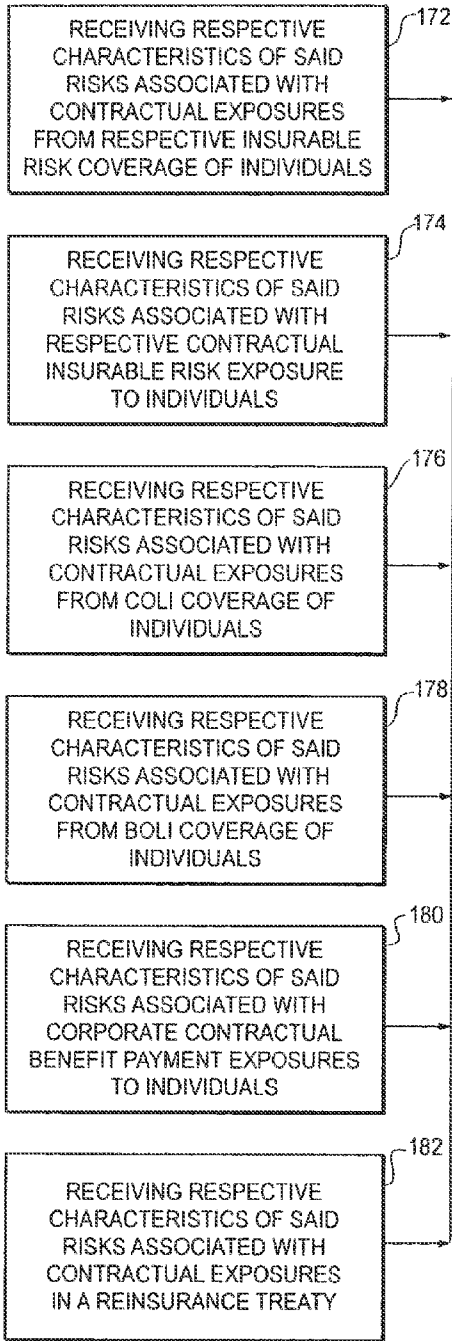 172
RECEIVING RESPECTIVE
CHARACTERISTICS OF SAID
RISKS ASSOCIATED WITH
CONTRACTUAL EXPOSURES
FROM RESPECTIVE INSURABLE
RISK COVERAGE OF INDIVIDUALS
174
RECEIVING RESPECTIVE
CHARACTERISTICS OF SAID
RISKS ASSOCIATED WITH
RESPECTIVE CONTRACTUAL
INSURABLE RISK EXPOSURE
TO INDIVIDUALS
176
RECEIVING RESPECTIVE
CHARACTERISTICS OF SAID
RISKS ASSOCIATED WITH
CONTRACTUAL EXPOSURES
FROM COLI COVERAGE OF
INDIVIDUALS
178
RECEIVING RESPECTIVE
CHARACTERISTICS OF SAID
RISKS ASSOCIATED WITH
CONTRACTUAL EXPOSURES
FROM BOLI COVERAGE OF
INDIVIDUALS
180
RECEIVING RESPECTIVE
CHARACTERISTICS OF SAID
RISKS ASSOCIATED WITH
CORPORATE CONTRACTUAL
BENEFIT PAYMENT EXPOSURES
TO INDIVIDUALS
182
RECEIVING RESPECTIVE
CHARACTERISTICS OF SAID
RISKS ASSOCIATED WITH
CONTRACTUAL EXPOSURES
IN A REINSURANCE TREATY